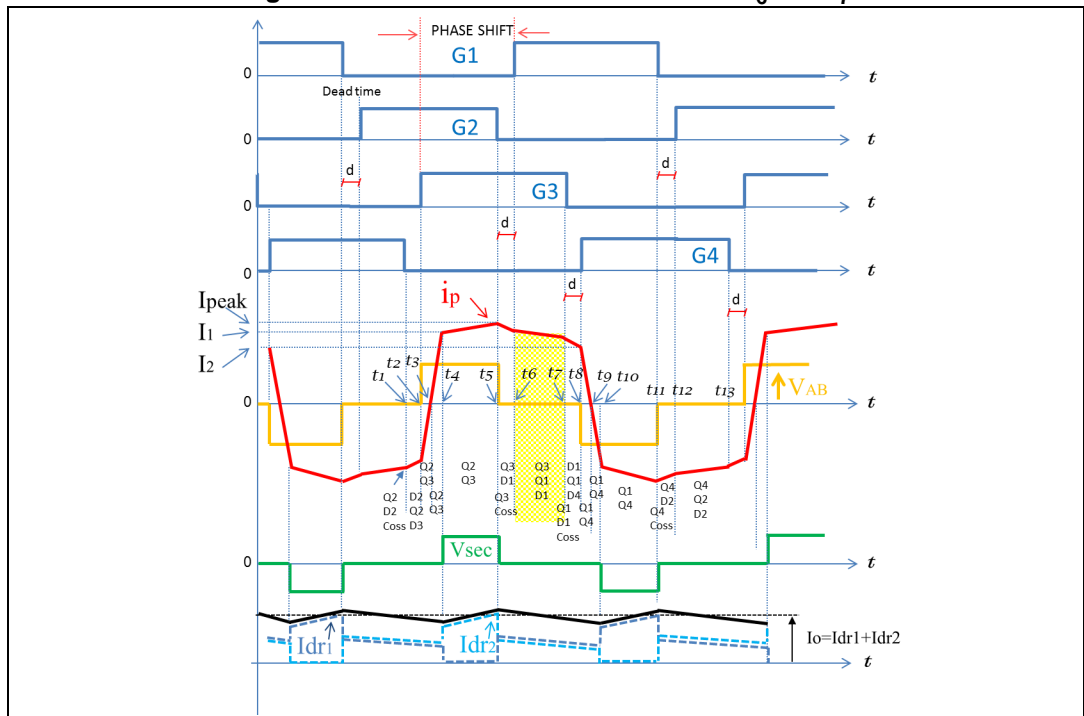 PHASE SHIFT
G1
0
t
Dead time
G2
0
t
d
d
G3
0
t
d
G4
0
d
d
t
Ipeak
ip
I1
I2
t1
t2
t3
t4
t5
t6
t7
t8
t9
t10
t11
t12
t13
VAB
0
t
Q2
D2
Coss
D2
Q2
D3
Q2
Q3
Q2
Q3
Q2
Q3
Q3
D1
Q3
Coss
Q3
Q1
D1
D1
Q1
D4
Q1
D1
Coss
Q1
Q4
Q1
Q4
Q1
Q4
Q4
D2
Q4
Coss
Q4
Q2
D2
Vsec
0
t
Idr1
Idr2
Io=Idr1+Idr2
t